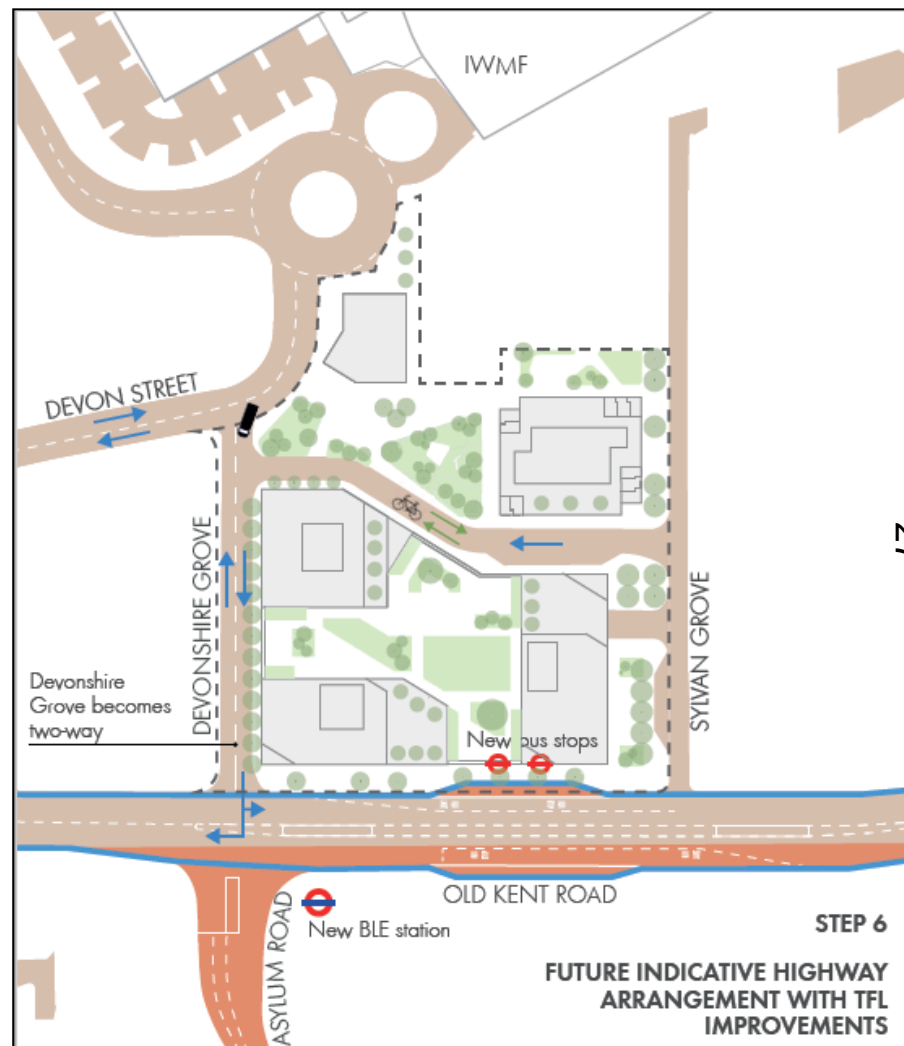 IWMF
DEVON STREET
DEVONSHIRE GROVE
SYLVAN GROVE
Devonshire
Grove becomes
two-way
New bus stops
OLD KENT ROAD
ASYLUM ROAD
New BLE station
STEP 6
FUTURE INDICATIVE HIGHWAY
ARRANGEMENT WITH TFL
IMPROVEMENTS